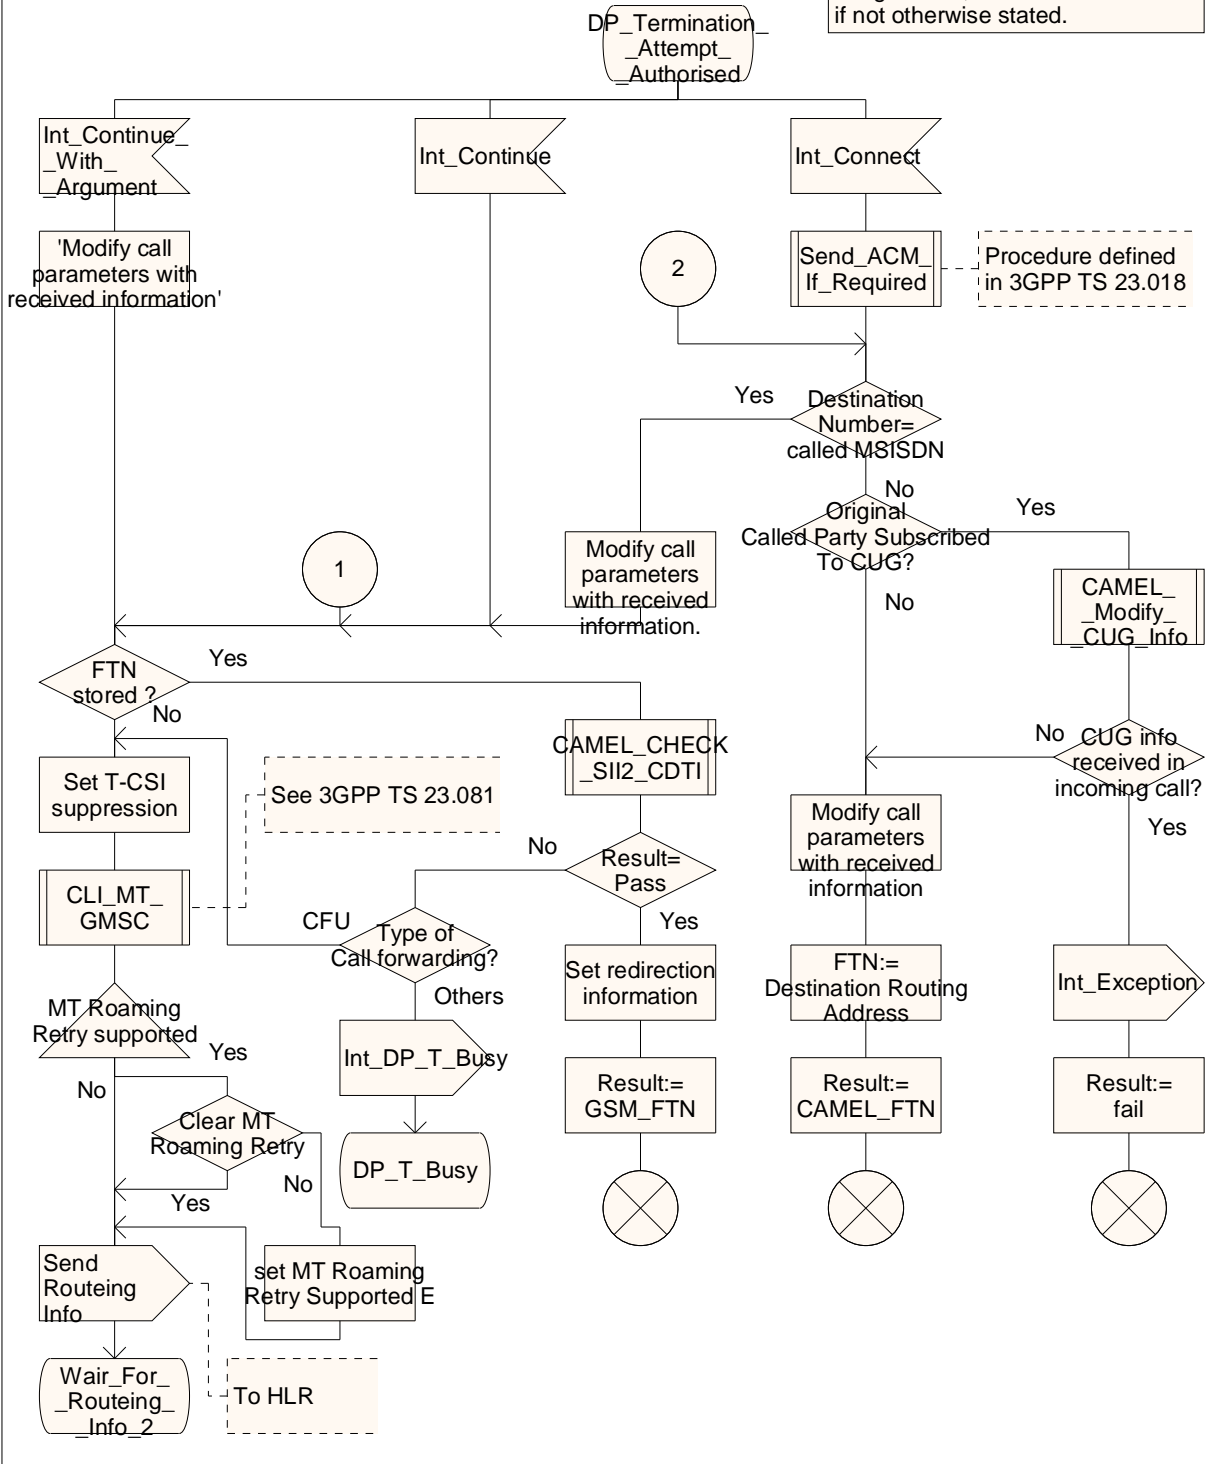 if not otherwise stated.
DP_Termination_
_Attempt_
_Authorised
Int_Continue_
_With_
_Argument
Int_Continue
Int_Connect
'Modify call
parameters with
received information'
2
Send_ACM_
If_Required
Procedure defined
in 3GPP TS 23.018
Yes
Destination
Number=
called MSISDN
No
Original
Called Party Subscribed
To CUG?
Yes
No
1
Modify call
parameters
with received
information.
CAMEL_
_Modify_
_CUG_Info
FTN
stored ?
Yes
No
CAMEL_CHECK
_SII2_CDTI
No
CUG info
received in
incoming call?
Yes
Set T-CSI
suppression
See 3GPP TS 23.081
Modify call
parameters
with received
information
No
Result=
Pass
Yes
CLI_MT_
GMSC
CFU
Type of
Call forwarding?
Others
Set redirection
information
FTN:=
Destination Routing
Address
Int_Exception
MT Roaming
Retry supported
Yes
No
Int_DP_T_Busy
Result:=
GSM_FTN
Result:=
CAMEL_FTN
Result:=
fail
Clear MT
Roaming Retry
No
Yes
DP_T_Busy
Send
Routeing
Info
set MT Roaming
Retry Supported E
Wair_For_
_Routeing_
_Info_2
To HLR